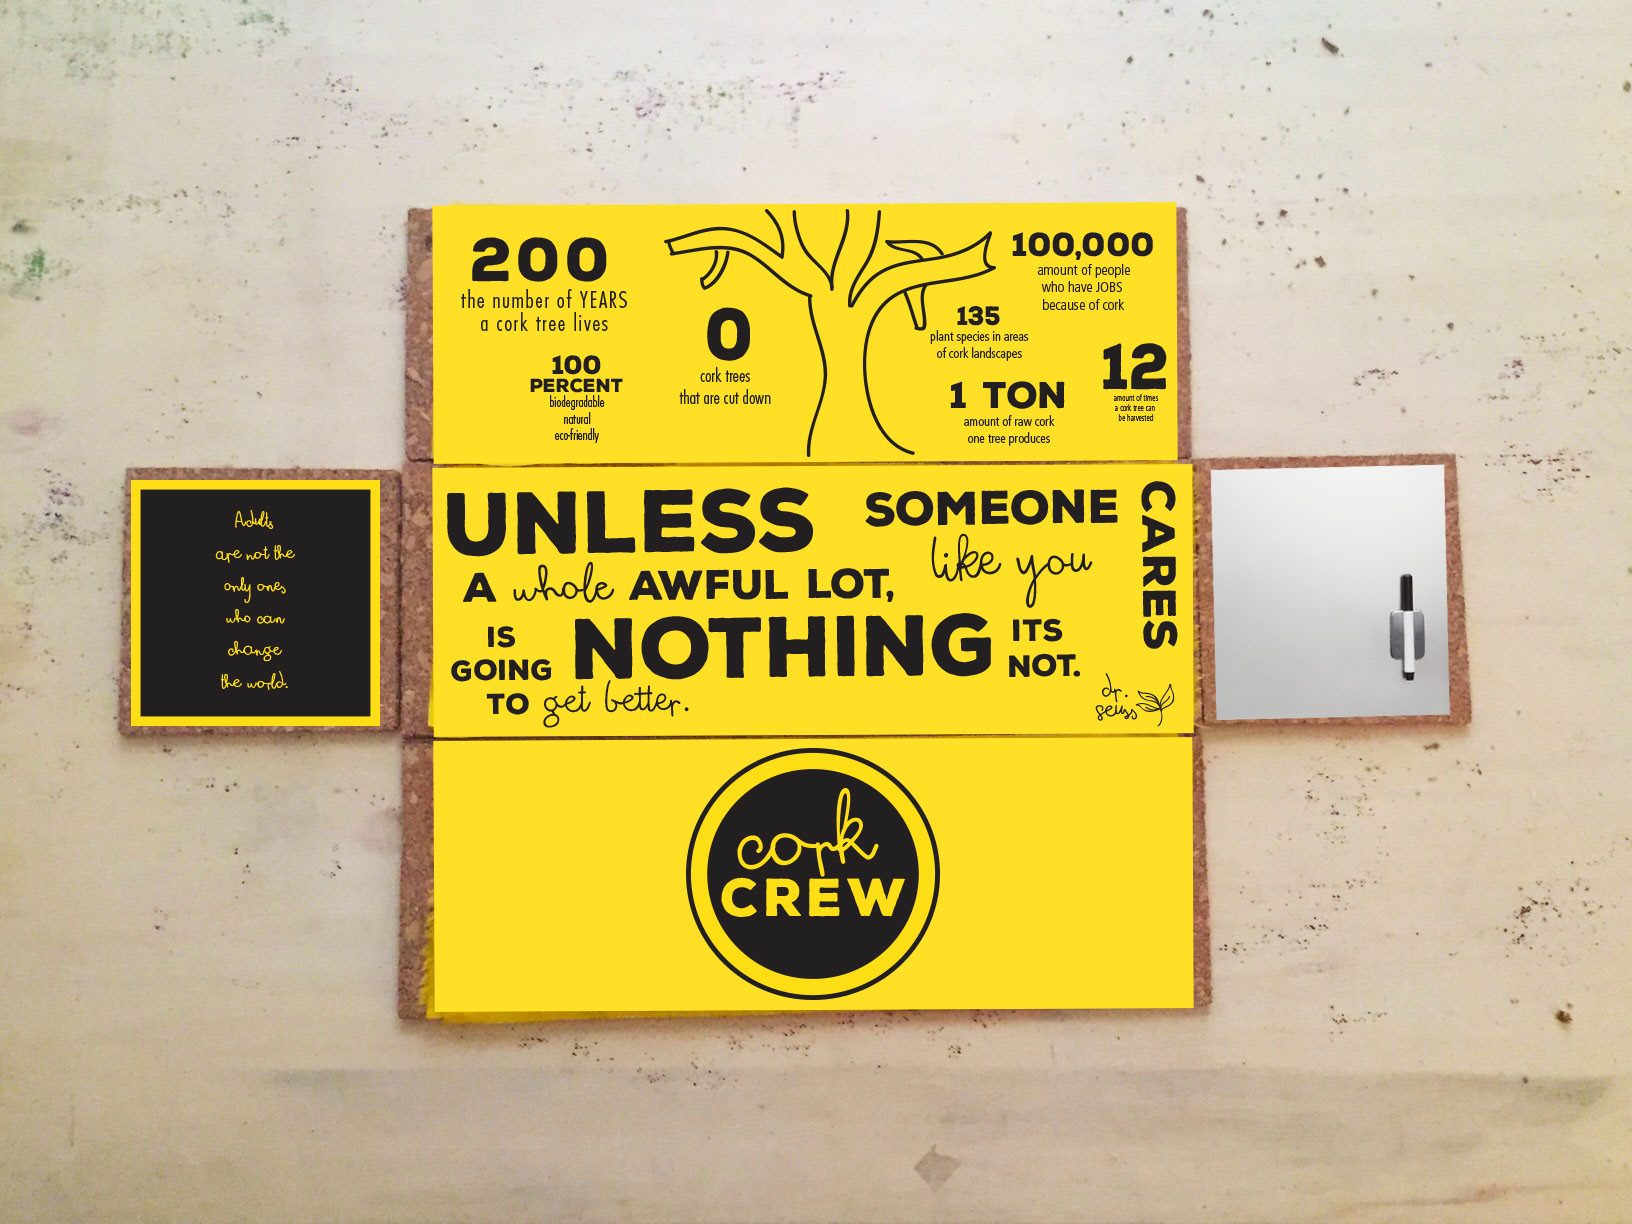 200
the number of YEARS
a cork tree lives
100
PERCENT
biodegradable
natural
eco-friendly
0
cork trees
that are cut down
100,000
amount of people
who have JOBS
because of cork
135
plant species in areas
of cork landscapes
1 TON
amount of raw cork
one tree produces
12
amount of times
a cork tree can
be harvested
Adults
are not the
only ones
who can
change
the world.
UNLESS SOMEONE
like you
CARES
A whole AWFUL LOT,
IS
GOING
TO get better.
NOTHING
ITS
NOT.
dr.
seuss
cork
CREW